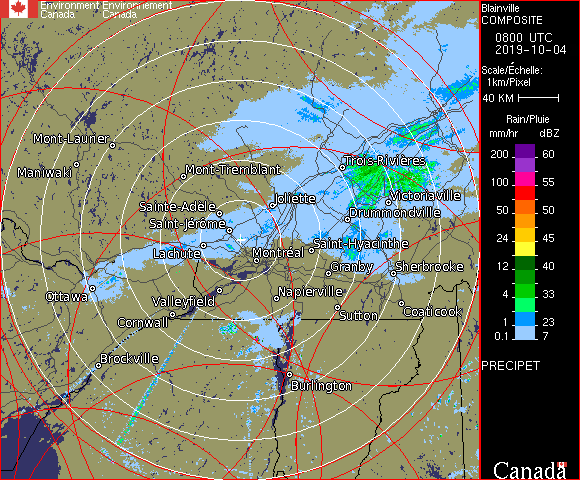 Environment Environnement
Canada Canada
Blainville
COMPOSITE
0800 UTC
2019-10-04
Scale/Échelle:
1km/Pixel
40 KM
Rain/Pluie
mm/hr dBZ
200 60
150 57
100 55
50 50
24 45
12 40
4 33
1 23
0.1 7
PRECIPET
Canada
Mont-Laurier
Maniwaki
Mont-Tremblant
Trois-Rivières
Sainte-Adèle
Joliette
Victoriaville
Saint-Jérôme
Drummondville
Lachute
Montréal
Saint-Hyacinthe
Granby
Sherbrooke
Ottawa
Valleyfield
Napierville
Cornwall
Sutton
Coaticook
Brockville
Burlington